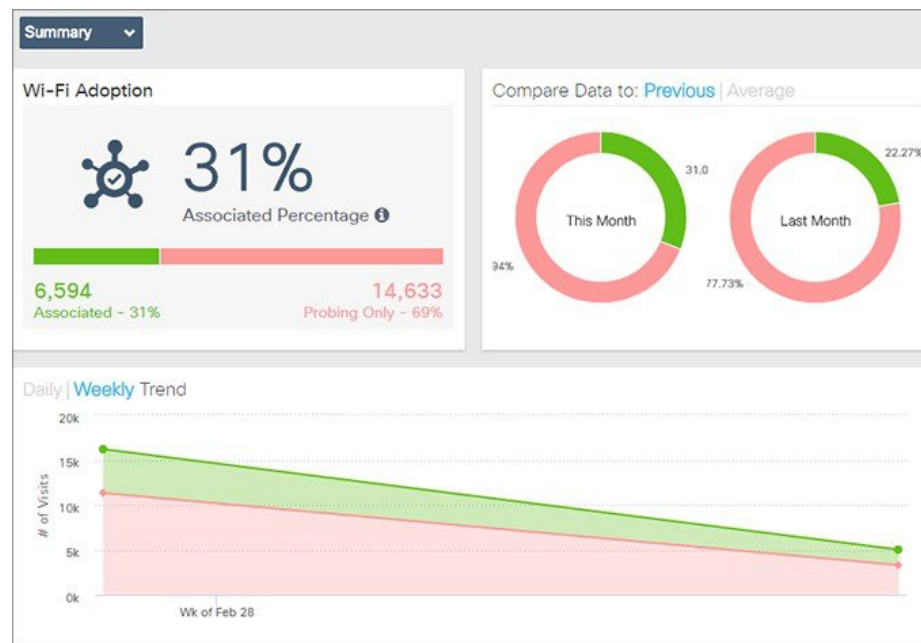 Summary
Wi-Fi Adoption
31%
Associated Percentage
6,594
Associated - 31%
14,633
Probing Only - 69%
Compare Data to: Previous | Average
This Month
31.0
94%
Last Month
22.27%
77.73%
Daily | Weekly Trend
# of Visits
20k
15k
10k
5k
0k
Wk of Feb 28